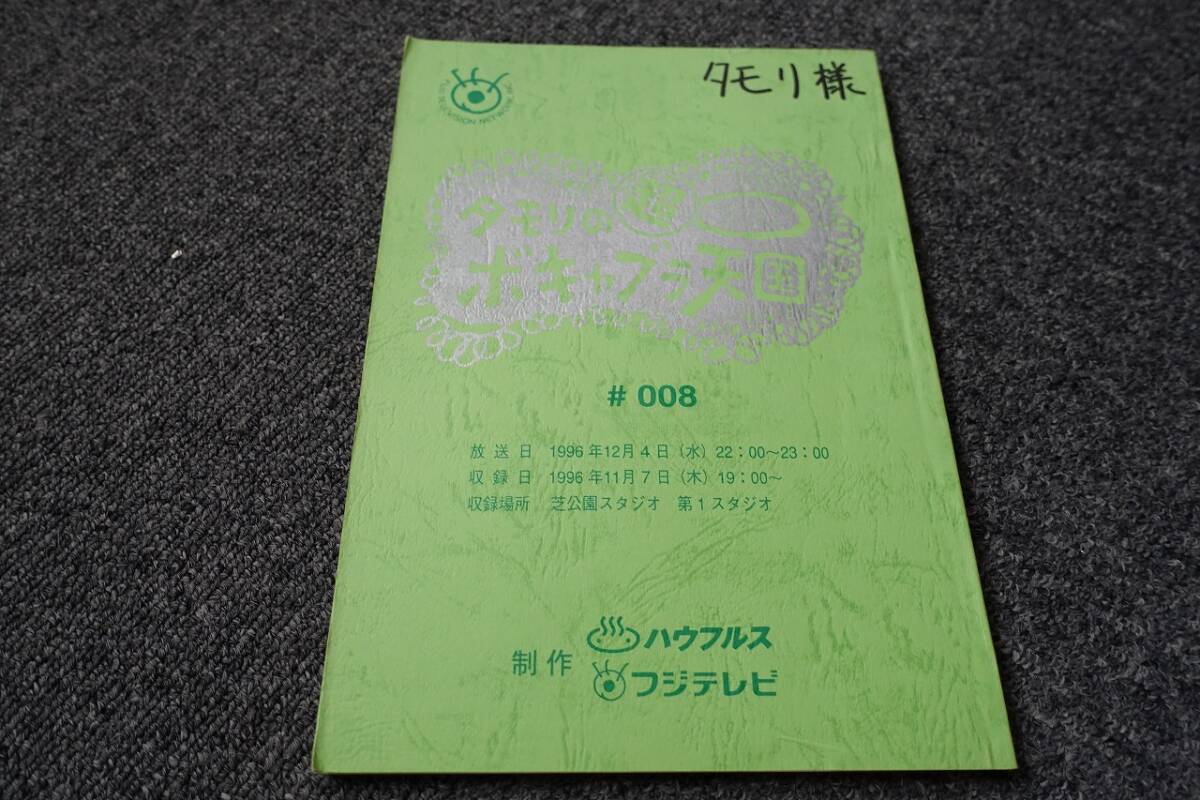 タモリ様
TELEVISION NETWORK
タモリの超
ボキャブラ天国
# 008
放送日 1996年12月4日（水）22：00～23：00
収録日 1996年11月7日（木）19：00～
収録場所 芝公園スタジオ 第1スタジオ
制作
ハウフルス
フジテレビ